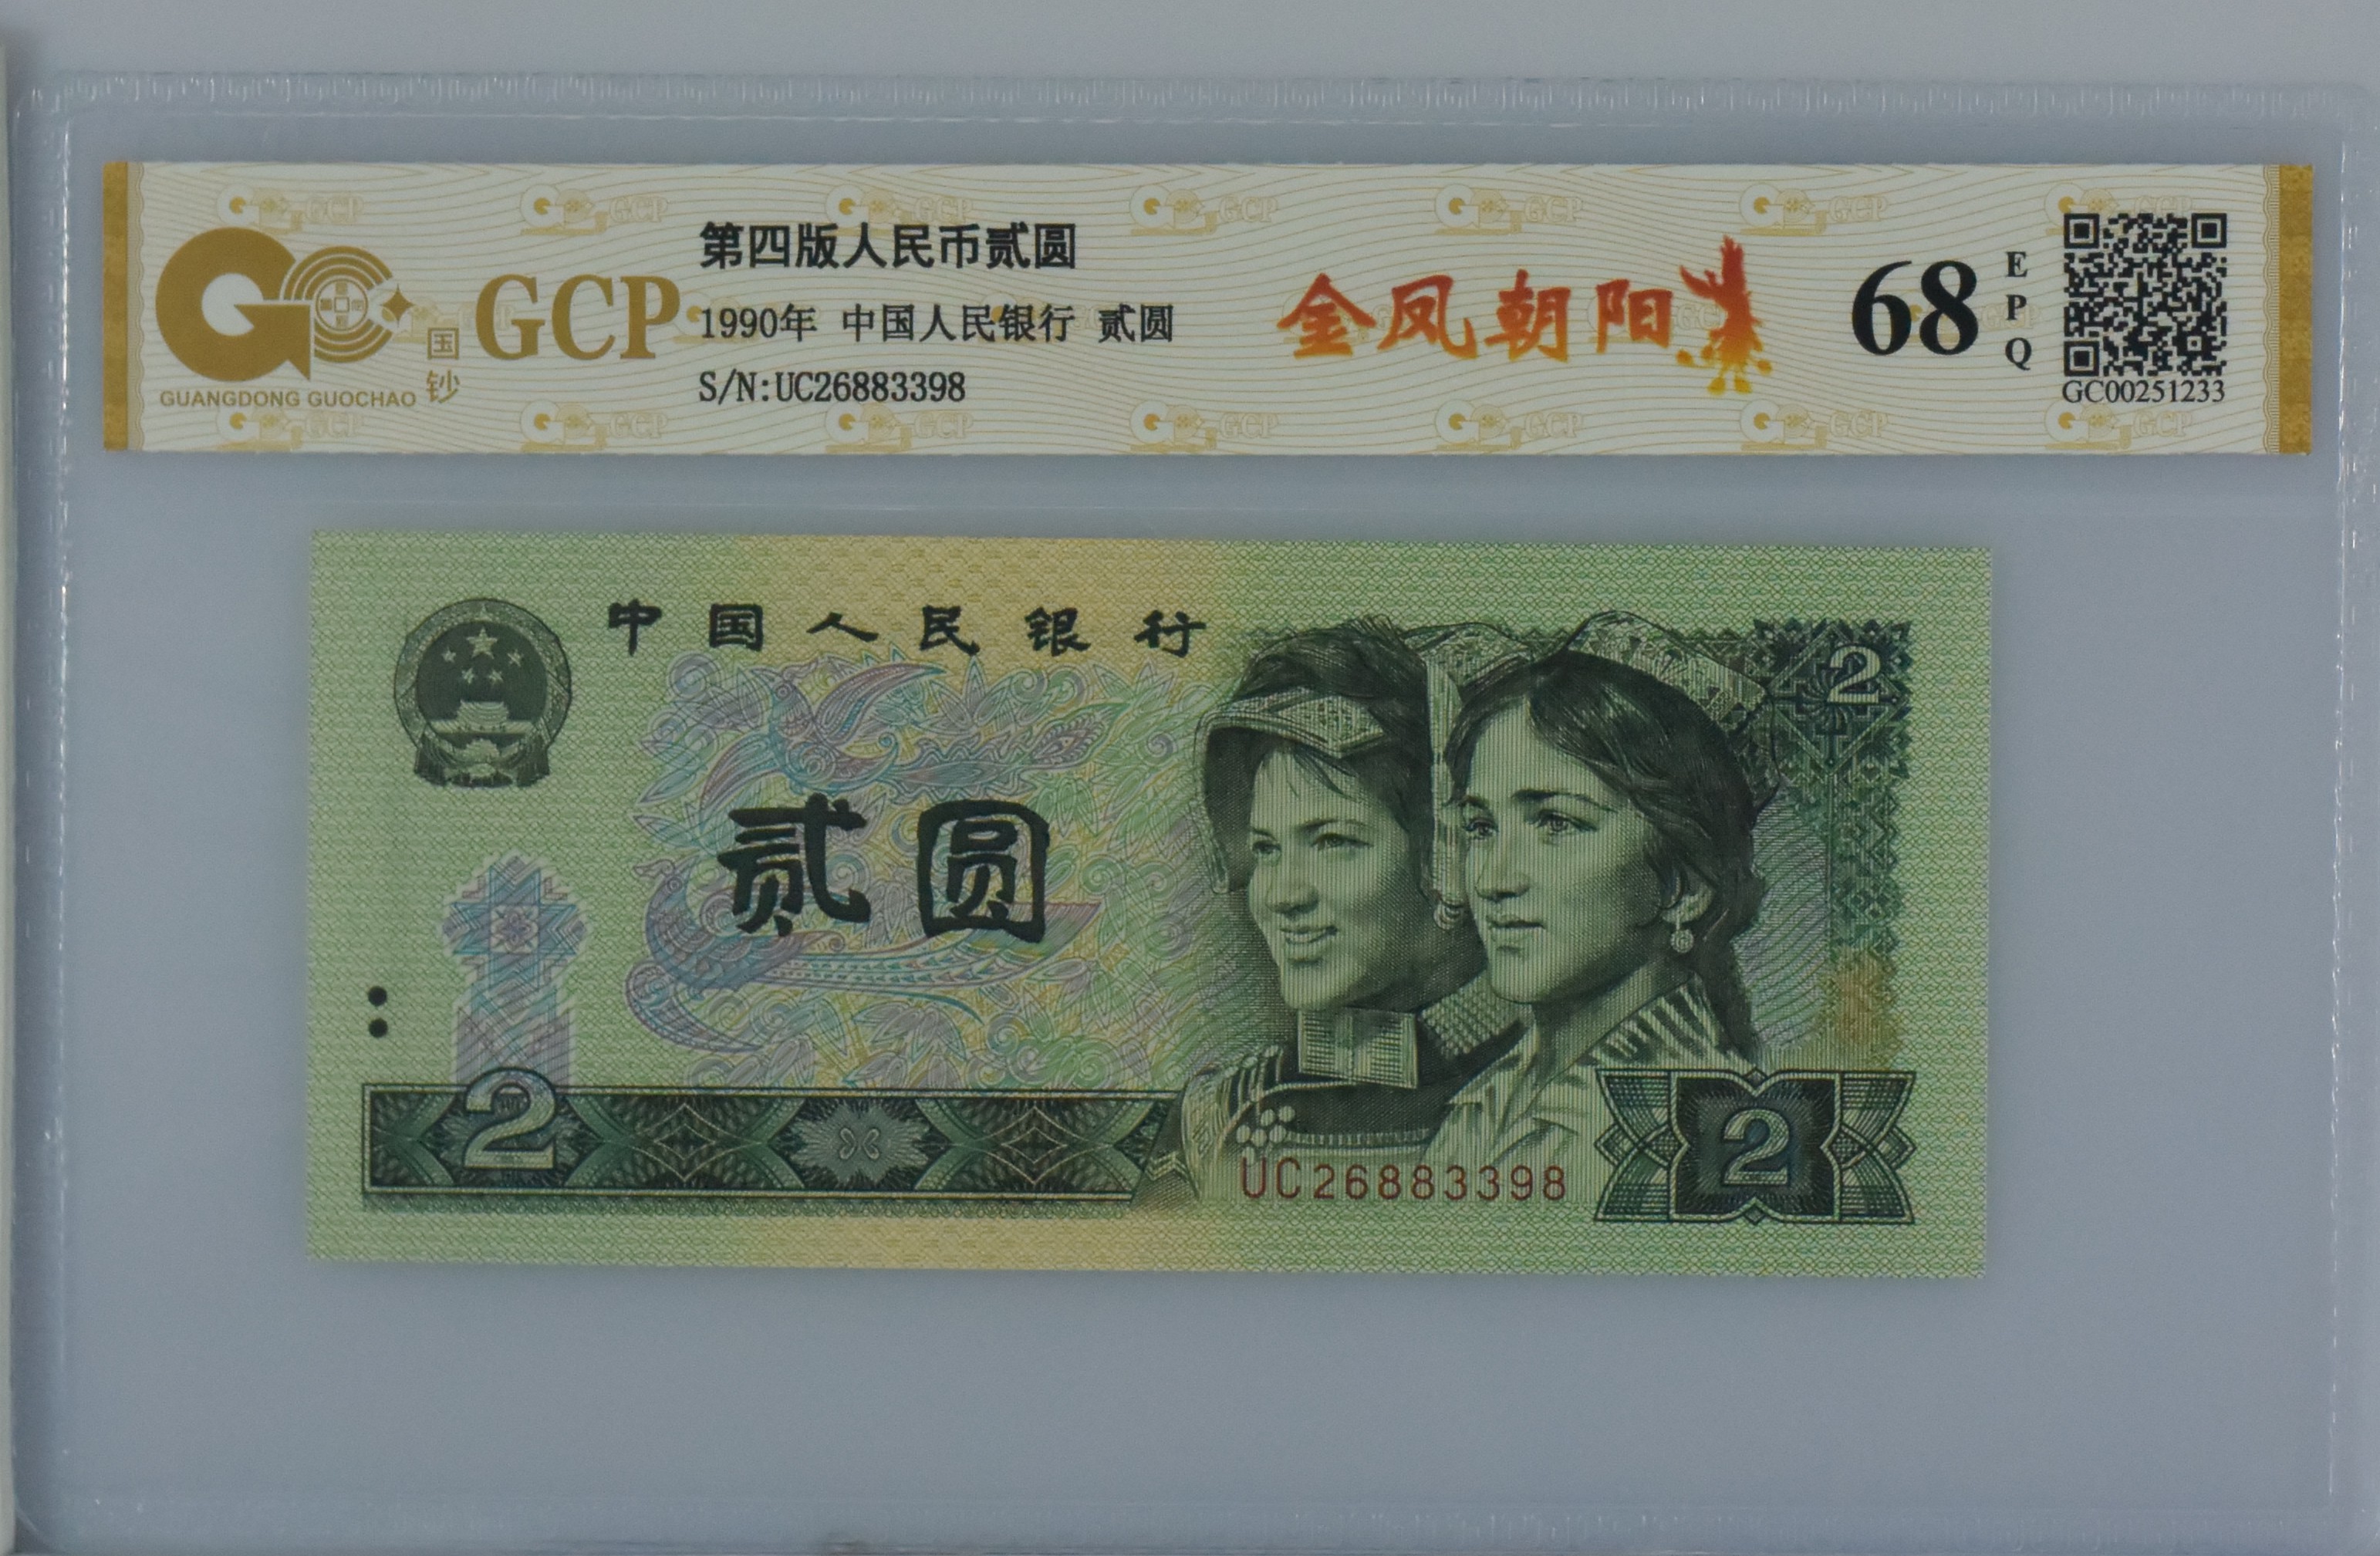 第四版人民币贰圆
GCP
1990年 中国人民银行 贰圆
S/N:UC26883398
国钞
GUANGDONG GUOCHAO
金凤朝阳
68
EPQ
GC00251233
中国人民银行
2
贰圆
2
2
UC26883398